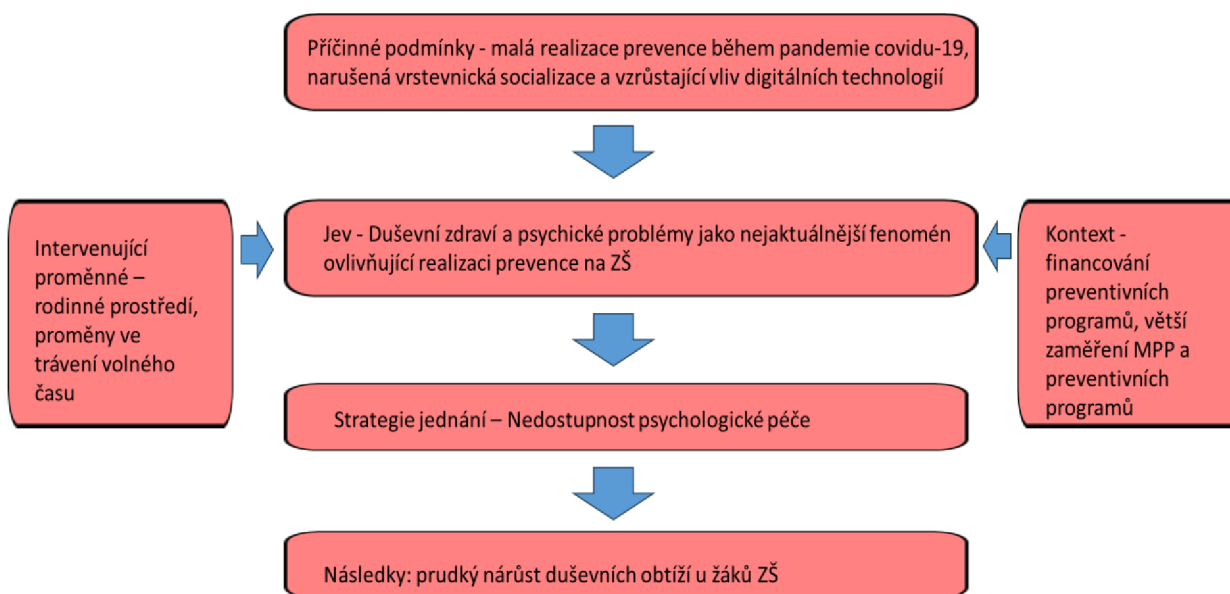 Příčinné podmínky - malá realizace prevence během pandemie covidu-19,
narušená vrstevnická socializace a vzrůstající vliv digitálních technologií
Intervenující
proměnné –
rodinné prostředí,
proměny ve
trávení volného
času
Jev - Duševní zdraví a psychické problémy jako nejaktuálnější fenomén
ovlivňující realizaci prevence na ZŠ
Kontext -
financování
preventivních
programů, větší
zaměření MPP a
preventivních
programů
Strategie jednání – Nedostupnost psychologické péče
Následky: prudký nárůst duševních obtíží u žáků ZŠ